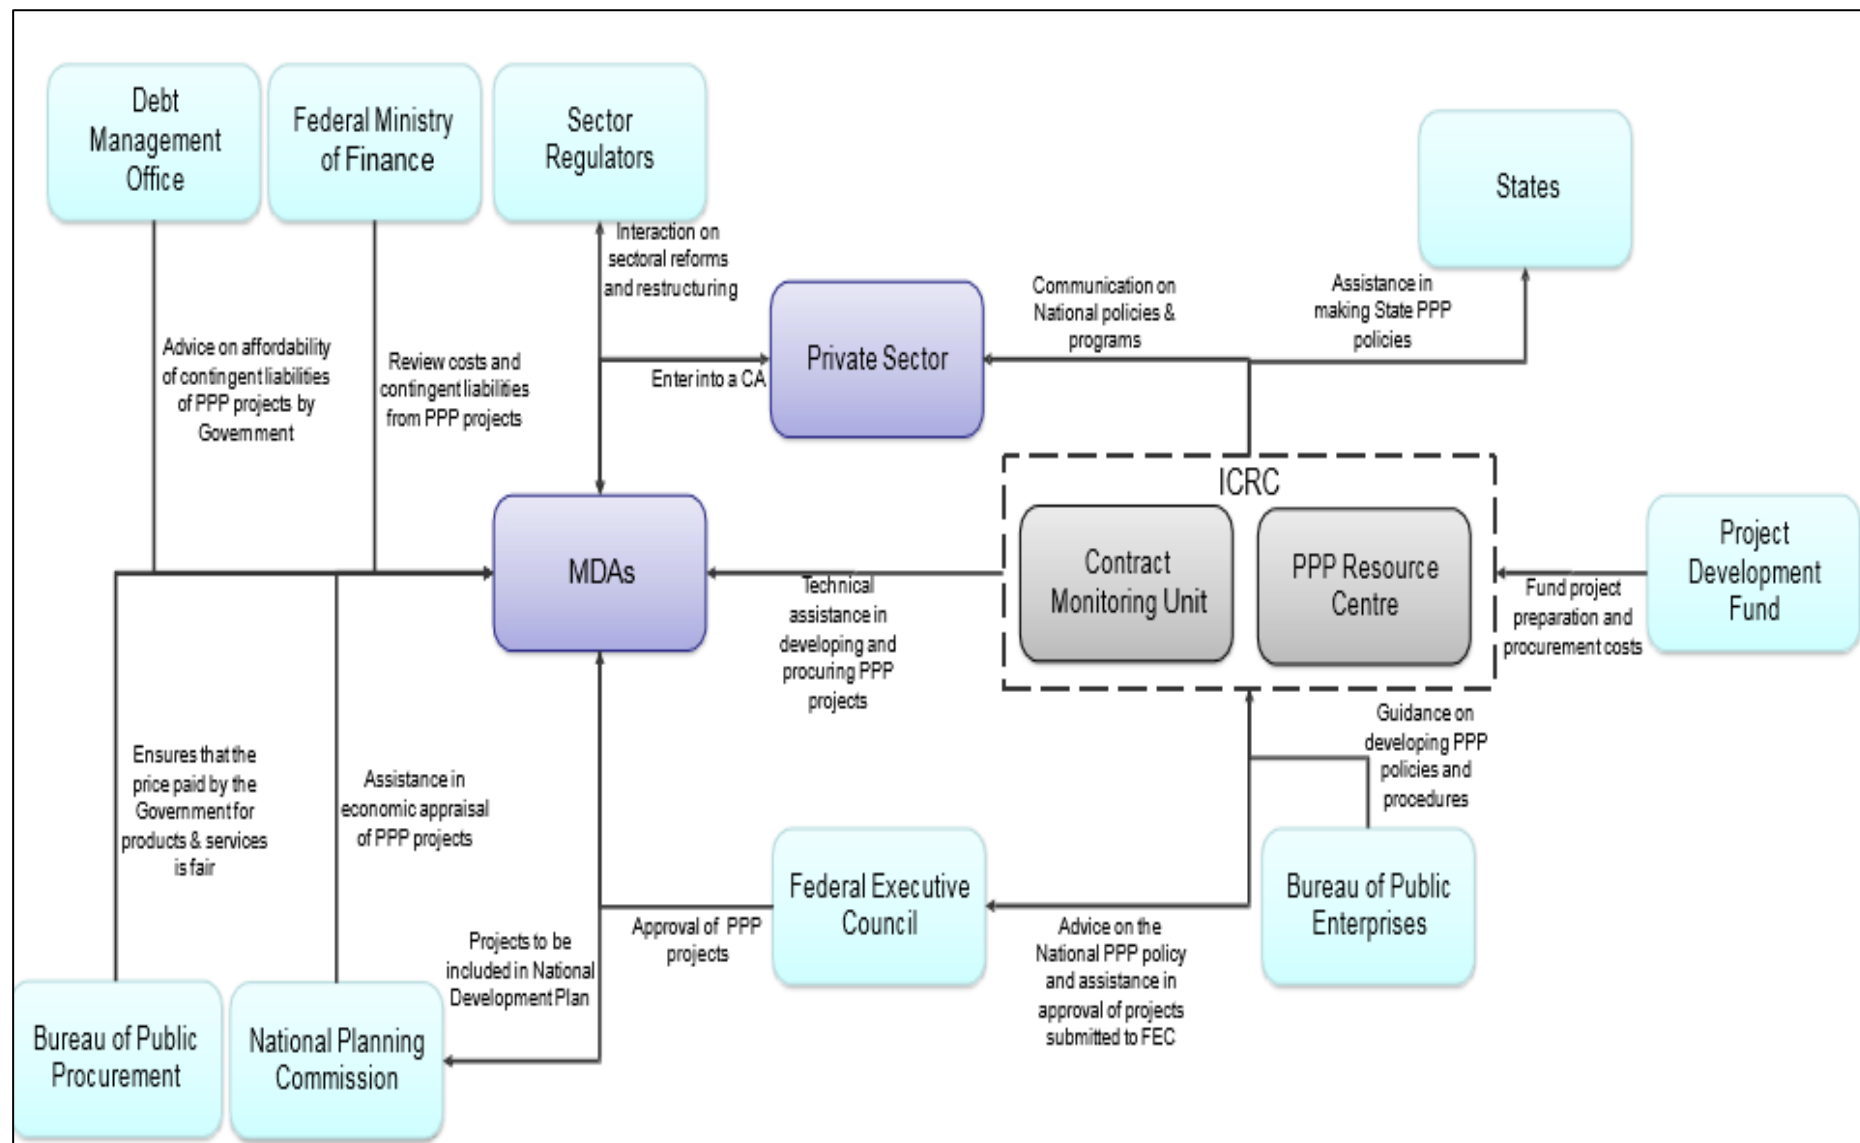 Debt
Management
Office
Federal Ministry
of Finance
Sector
Regulators
States
Interaction on
sectoral reforms
and restructuring
Private Sector
Communication on
National policies &
programs
Assistance in
making State PPP
policies
Advice on affordability
of contingent liabilities
of PPP projects by
Government
Review costs and
contingent liabilities
from PPP projects
Enter into a CA
ICRC
MDAs
Contract
Monitoring Unit
PPP Resource
Centre
Project
Development
Fund
Technical
assistance in
developing and
procuring PPP
projects
Fund project
preparation and
procurement costs
Guidance on
developing PPP
policies and
procedures
Ensures that the
price paid by the
Government for
products & services
is fair
Assistance in
economic appraisal
of PPP projects
Federal Executive
Council
Bureau of Public
Enterprises
Projects to be
included in National
Development Plan
Approval of PPP
projects
Advice on the
National PPP policy
and assistance in
approval of projects
submitted to FEC
Bureau of Public
Procurement
National Planning
Commission